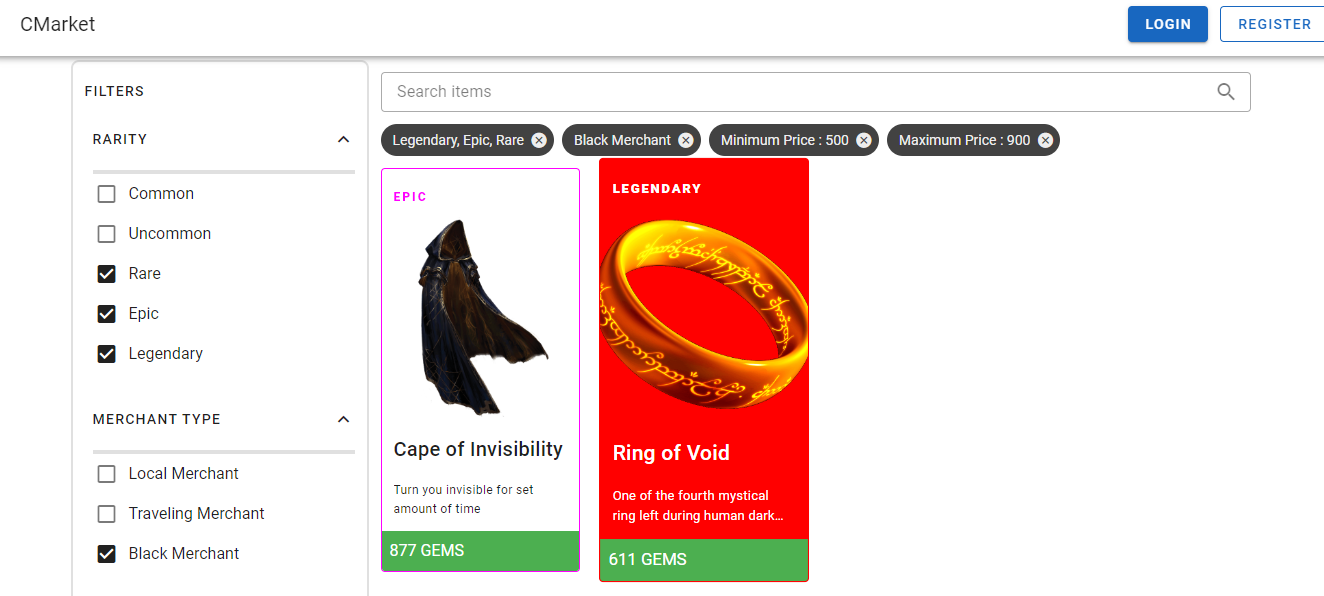 CMarket
LOGIN
REGISTER
FILTERS
RARITY
Common
Uncommon
Rare
Epic
Legendary
MERCHANT TYPE
Local Merchant
Traveling Merchant
Black Merchant
Search items
Legendary, Epic, Rare
Black Merchant
Minimum Price : 500
Maximum Price : 900
EPIC
Cape of Invisibility
Turn you invisible for set
amount of time
877 GEMS
LEGENDARY
Ring of Void
One of the fourth mystical
ring left during human dark…
611 GEMS